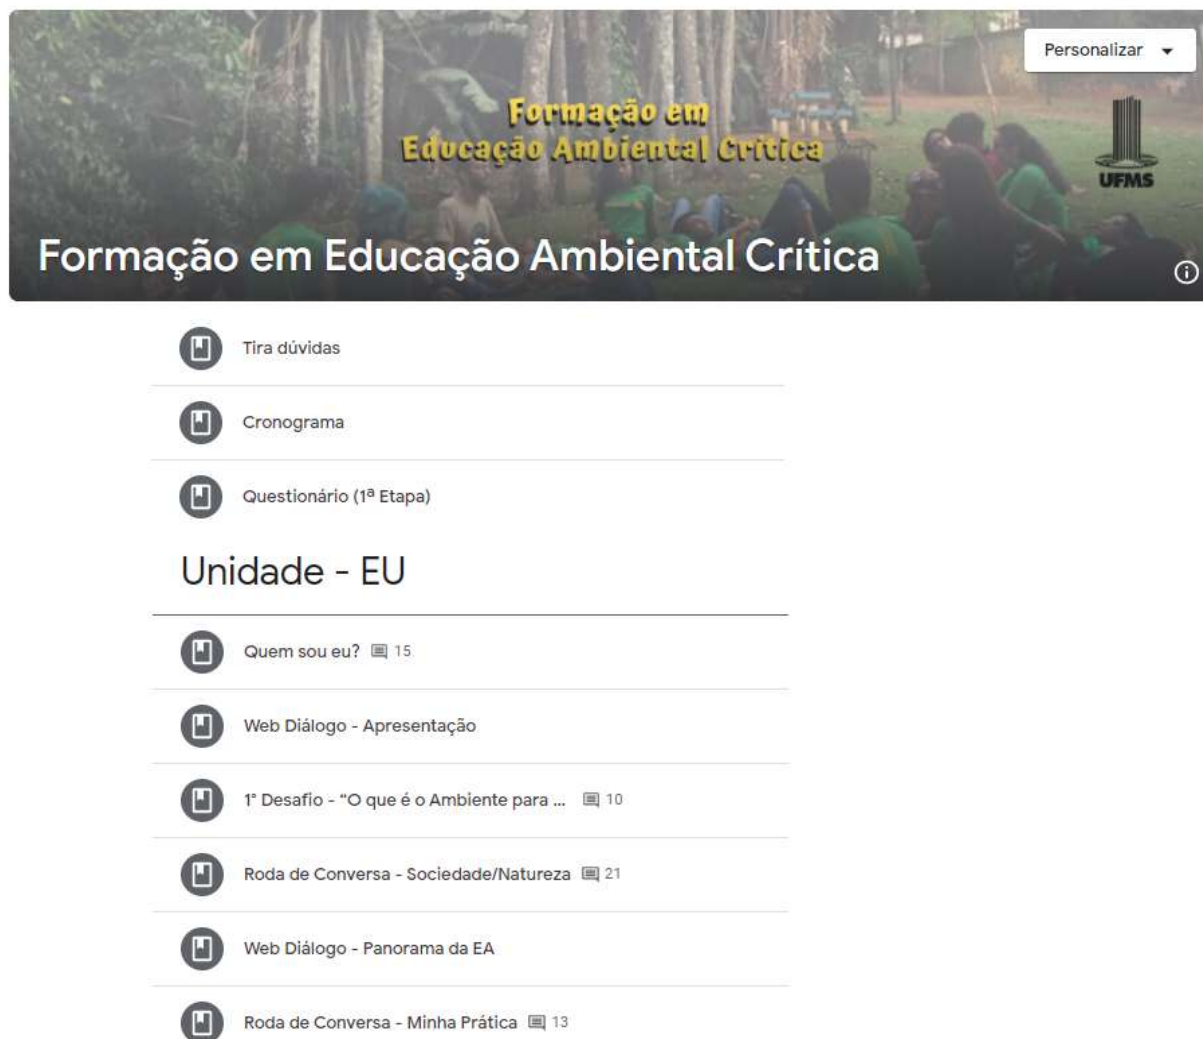 Personalizar
Formação em
Educação Ambiental Crítica
UFMS
Formação em Educação Ambiental Crítica
Tira dúvidas
Cronograma
Questionário (1ª Etapa)
Unidade - EU
Quem sou eu? 15
Web Diálogo - Apresentação
1° Desafio - “O que é o Ambiente para ... 10
Roda de Conversa - Sociedade/Natureza 21
Web Diálogo - Panorama da EA
Roda de Conversa - Minha Prática 13